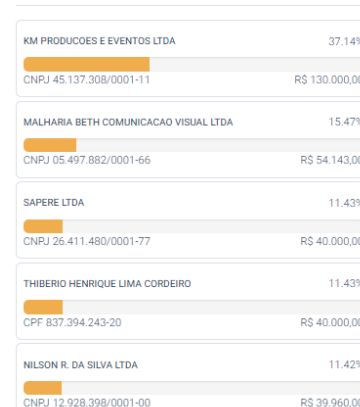 KM PRODUCOES E EVENTOS LTDA 37.14%
CNPJ 45.137.308/0001-11 R$ 130.000,00
MALHARIA BETH COMUNICACAO VISUAL LTDA 15.47%
CNPJ 05.497.882/0001-66 R$ 54.143,00
SAPERE LTDA 11.43%
CNPJ 26.411.480/0001-77 R$ 40.000,00
THIBERIO HENRIQUE LIMA CORDEIRO 11.43%
CPF 837.394.243-20 R$ 40.000,00
NILSON R. DA SILVA LTDA 11.42%
CNPJ 12.928.398/0001-00 R$ 39.960,00